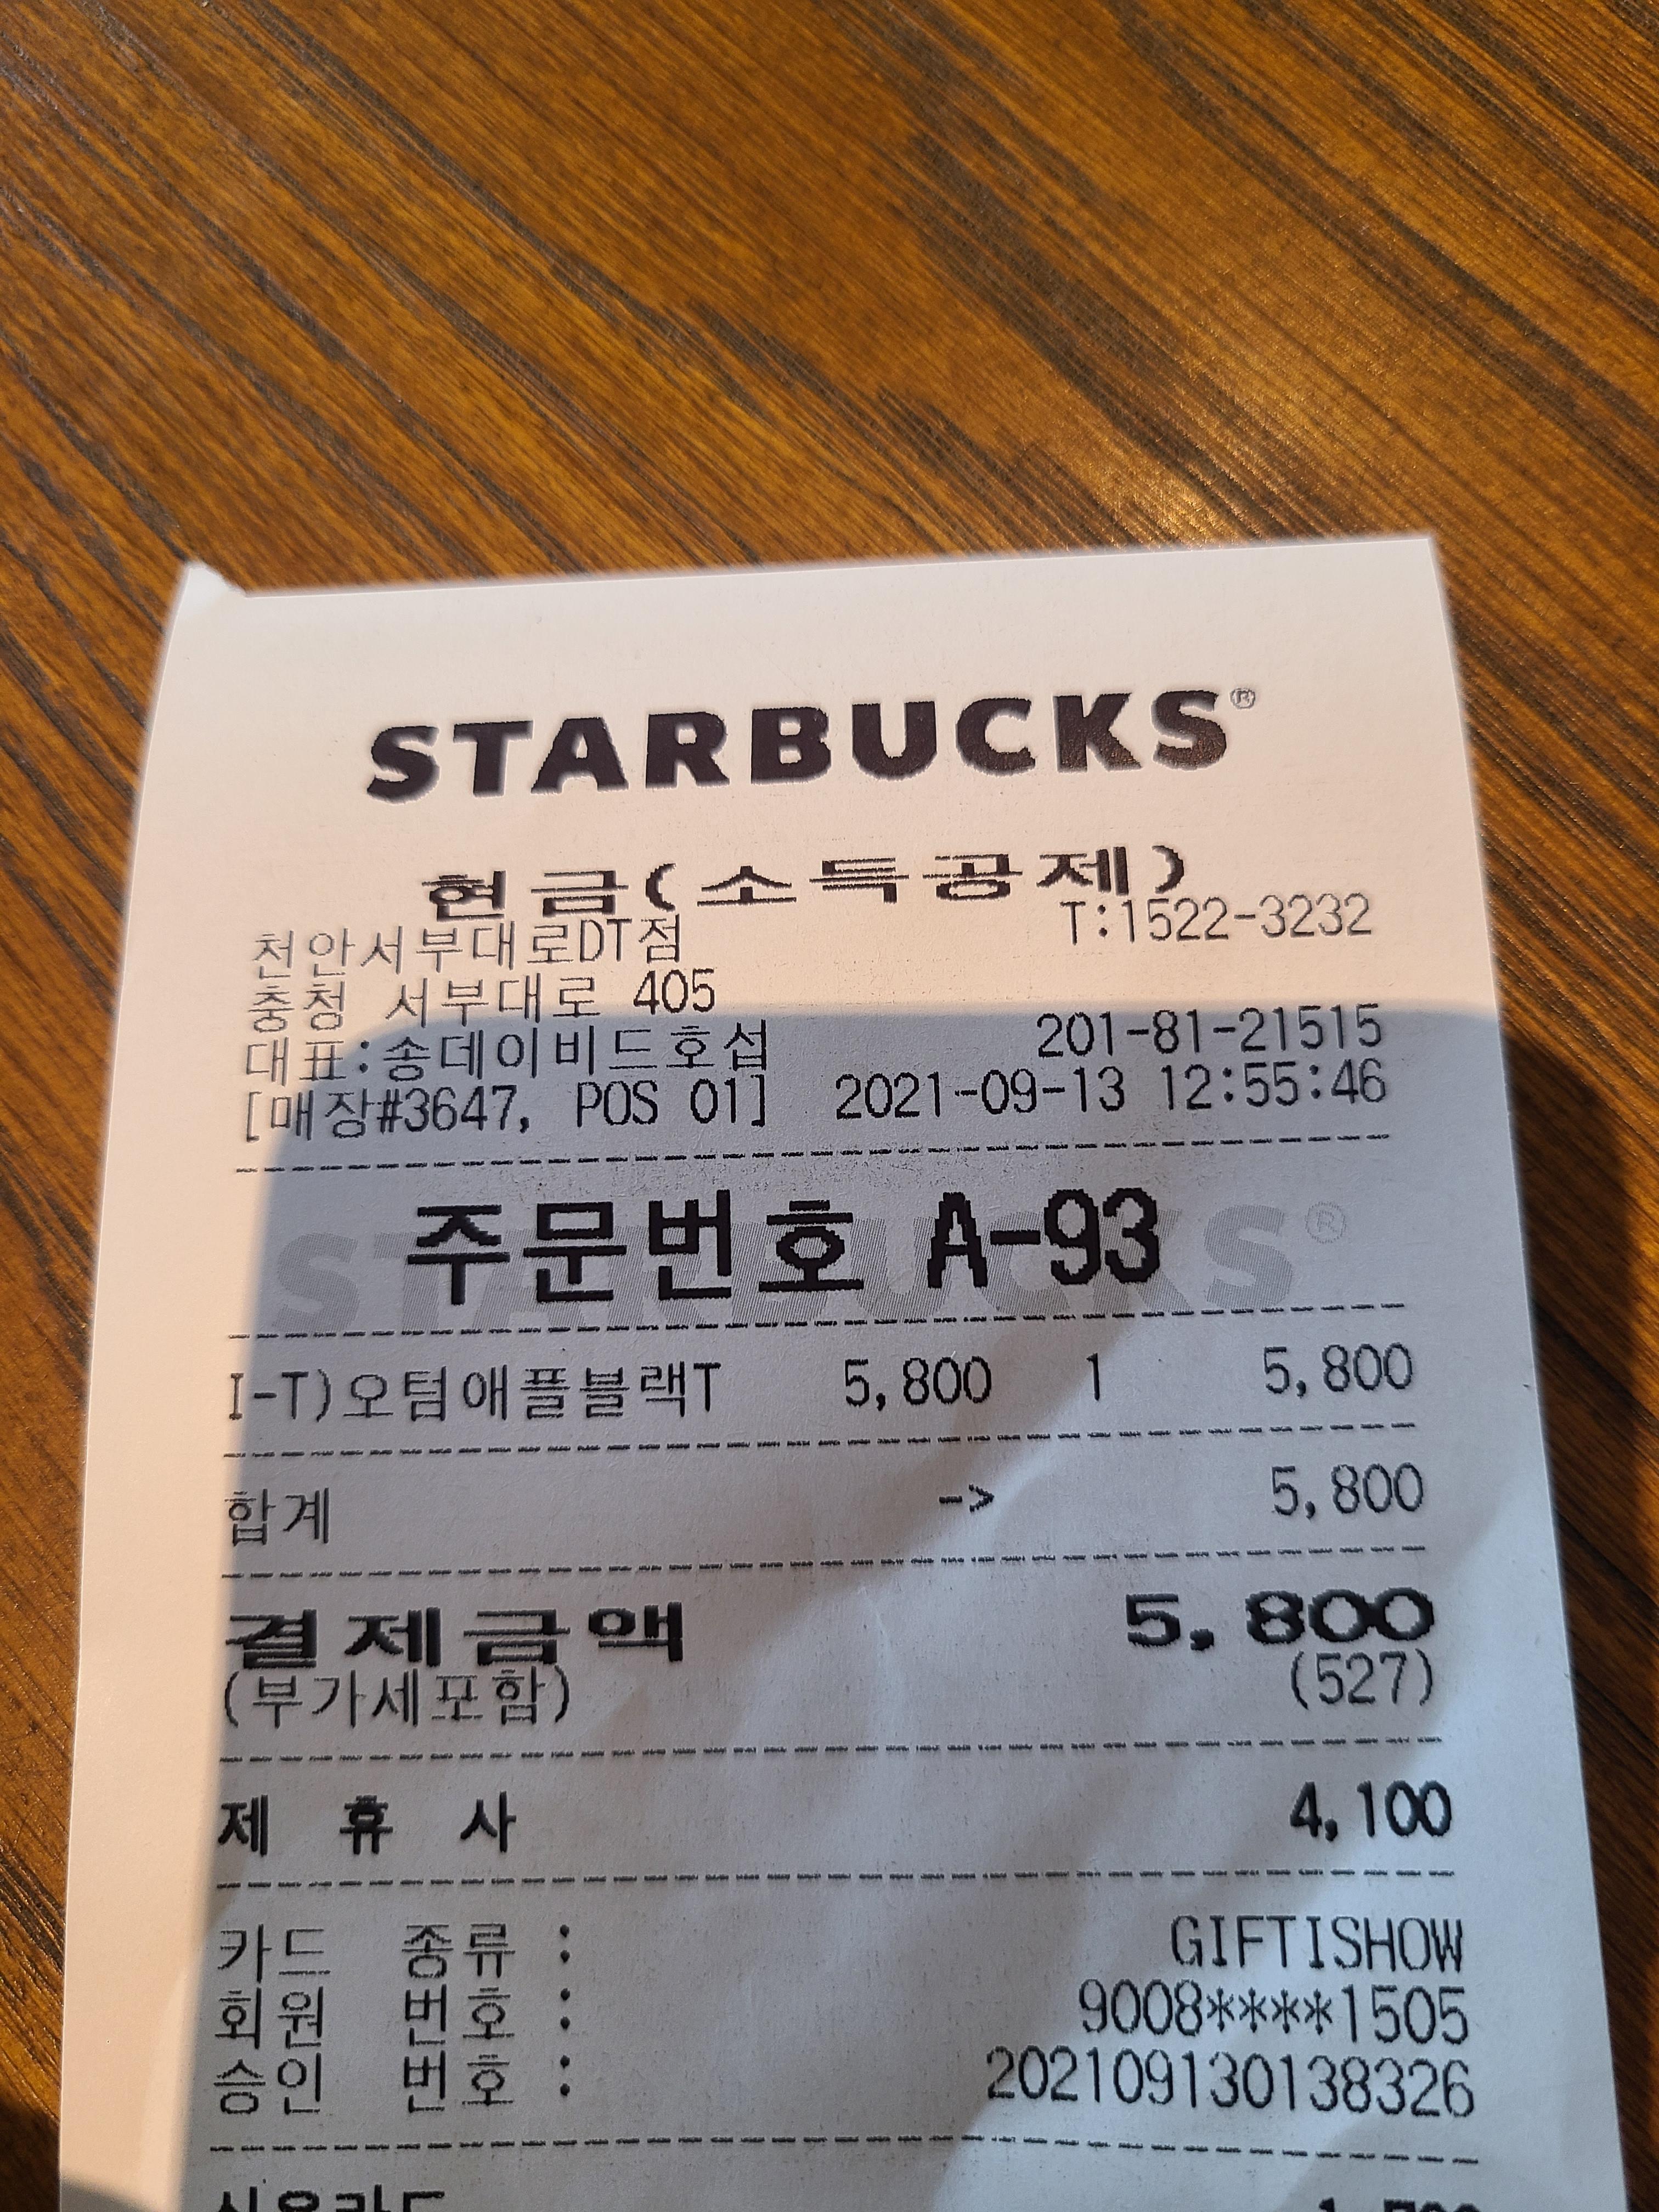 STARBUCKS®
현금(소득공제)
천안서부대로DT점 T:1522-3232
충청 서부대로 405
대표:송데이비드호섭 201-81-21515
[매장#3647, POS 01] 2021-09-13 12:55:46
주문번호 A-93
STARBUCKS®
I-T)오텀애플블랙T 5,800 1 5,800
합계 -> 5,800
결제금액 5,800
(부가세포함) (527)
제 휴 사 4,100
카드 종류 : GIFTISHOW
회원 번호 : 9008****1505
승인 번호 : 202109130138326